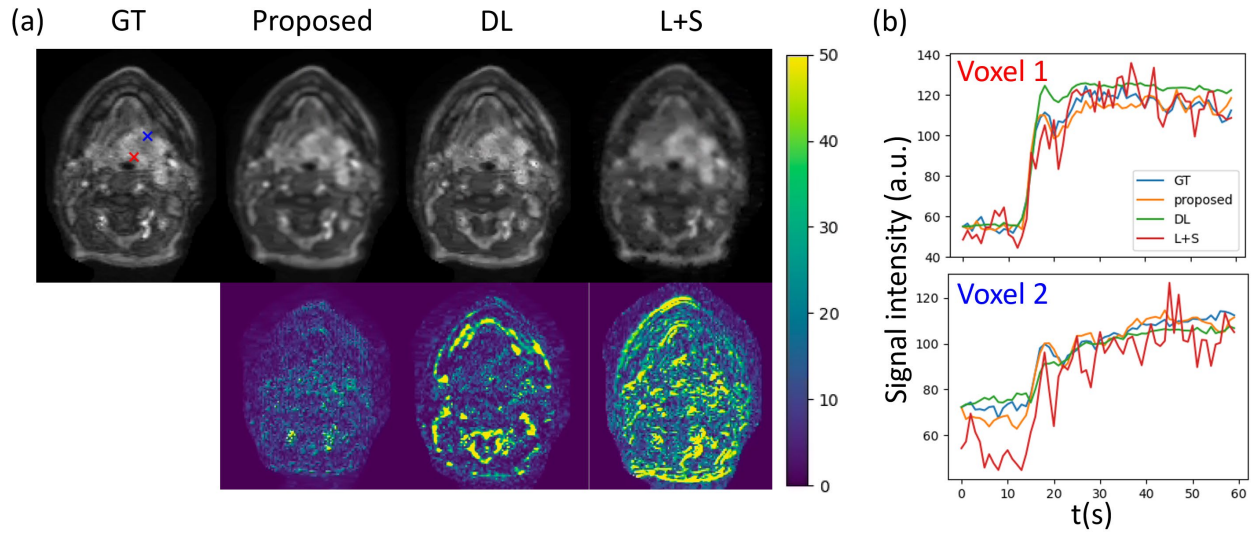 (a) GT Proposed DL L+S
50
40
30
20
10
0
(b)
Signal intensity (a.u.)
Voxel 1
140
120
100
80
60
40
GT
proposed
DL
L+S
Voxel 2
120
100
80
60
0 10 20 30 40 50 60
t(s)